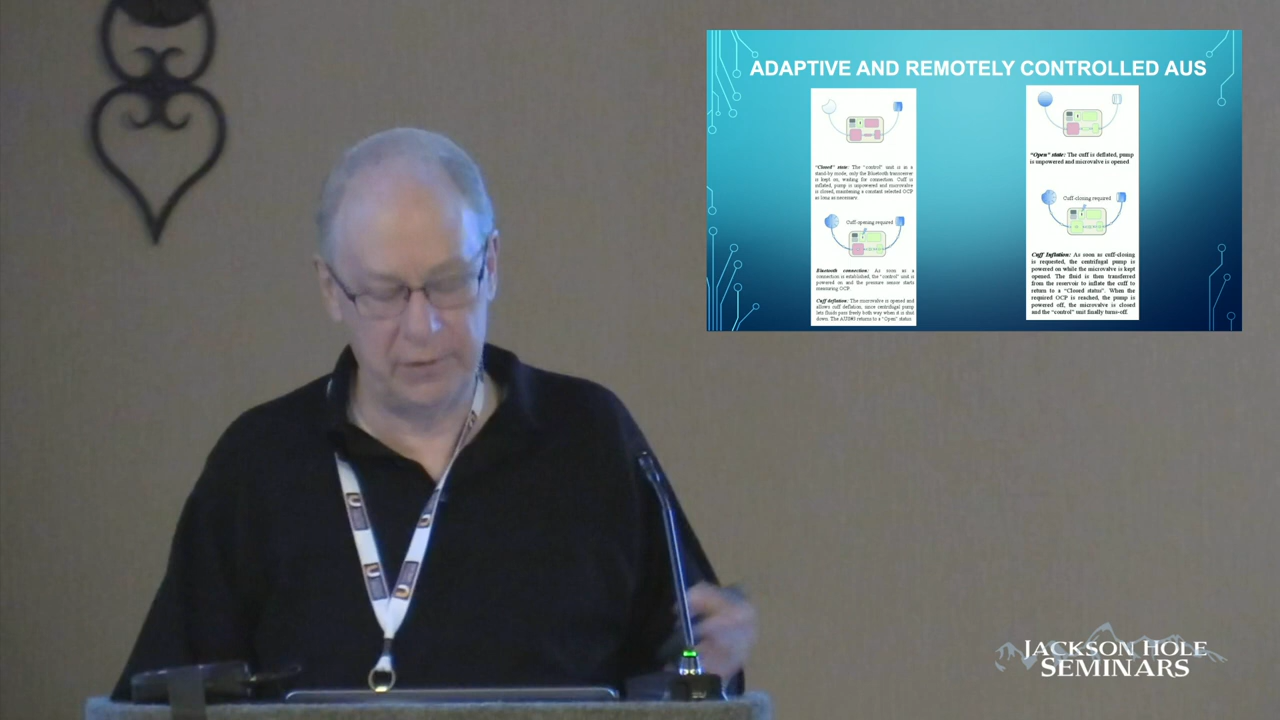 ADAPTIVE AND REMOTELY CONTROLLED AUS
"Closed" state: The "control" unit is in a
stand-by mode, only the Bluetooth transceiver
is kept on, waiting for connection. Cuff is
inflated, pump is unpowered and microvalve
is closed, maintaining a constant selected OCP
as long as necessary.
Cuff-opening required
Bluetooth connection: As soon as a
connection is established, the "control" unit is
powered on and the pressure sensor starts
measuring OCP.
Cuff deflation: The microvalve is opened and
allows cuff deflation, since centrifugal pump
lets fluids pass freely both way when it is shut
down. The AUS returns to a "Open" status.
"Open" state: The cuff is deflated, pump
is unpowered and microvalve is opened
Cuff-closing required
Cuff Inflation: As soon as cuff-closing
is requested, the centrifugal pump is
powered on while the microvalve is kept
opened. The fluid is then transferred
from the reservoir to inflate the cuff to
return to a "Closed status". When the
required OCP is reached, the pump is
powered off, the microvalve is closed
and the "control" unit finally turns-off.
JACKSON HOLE
SEMINARS